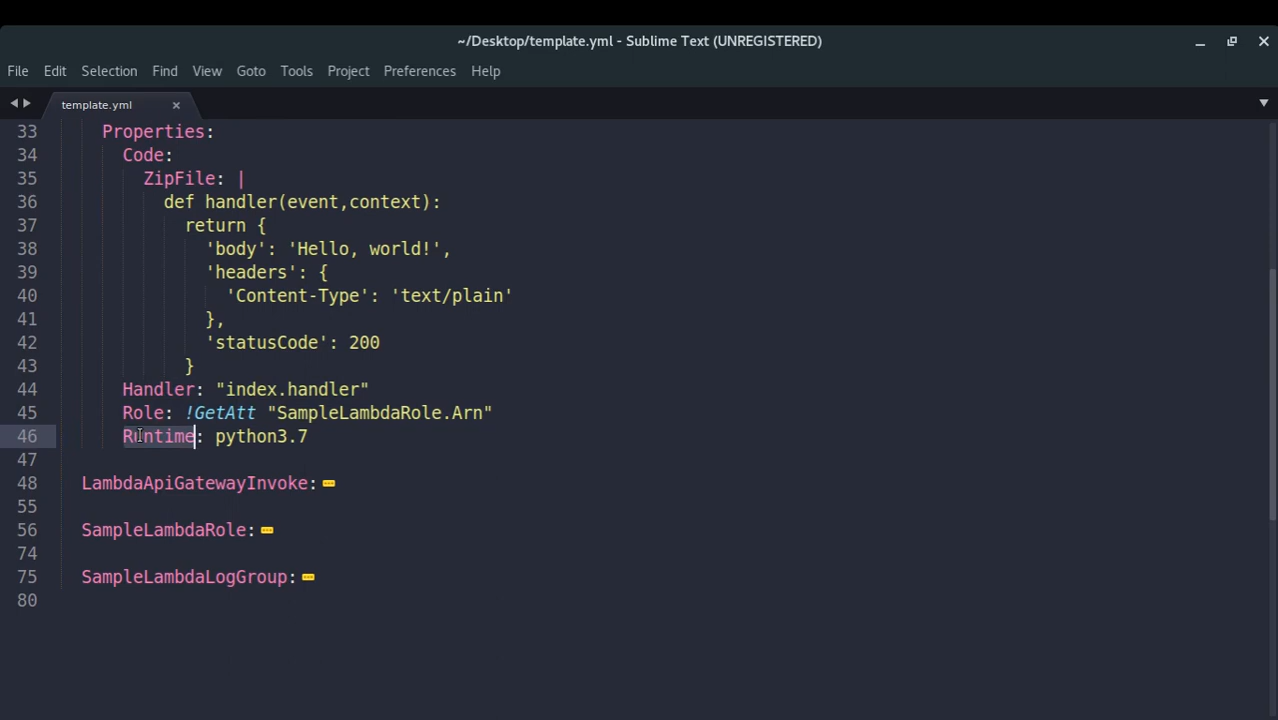 ~/Desktop/template.yml - Sublime Text (UNREGISTERED)
File Edit Selection Find View Goto Tools Project Preferences Help
template.yml
33 Properties:
34 Code:
35 ZipFile: |
36 def handler(event,context):
37 return {
38 'body': 'Hello, world!',
39 'headers': {
40 'Content-Type': 'text/plain'
41 },
42 'statusCode': 200
43 }
44 Handler: "index.handler"
45 Role: !GetAtt "SampleLambdaRole.Arn"
46 Runtime: python3.7
47
48 LambdaApiGatewayInvoke:
55
56 SampleLambdaRole:
74
75 SampleLambdaLogGroup:
80